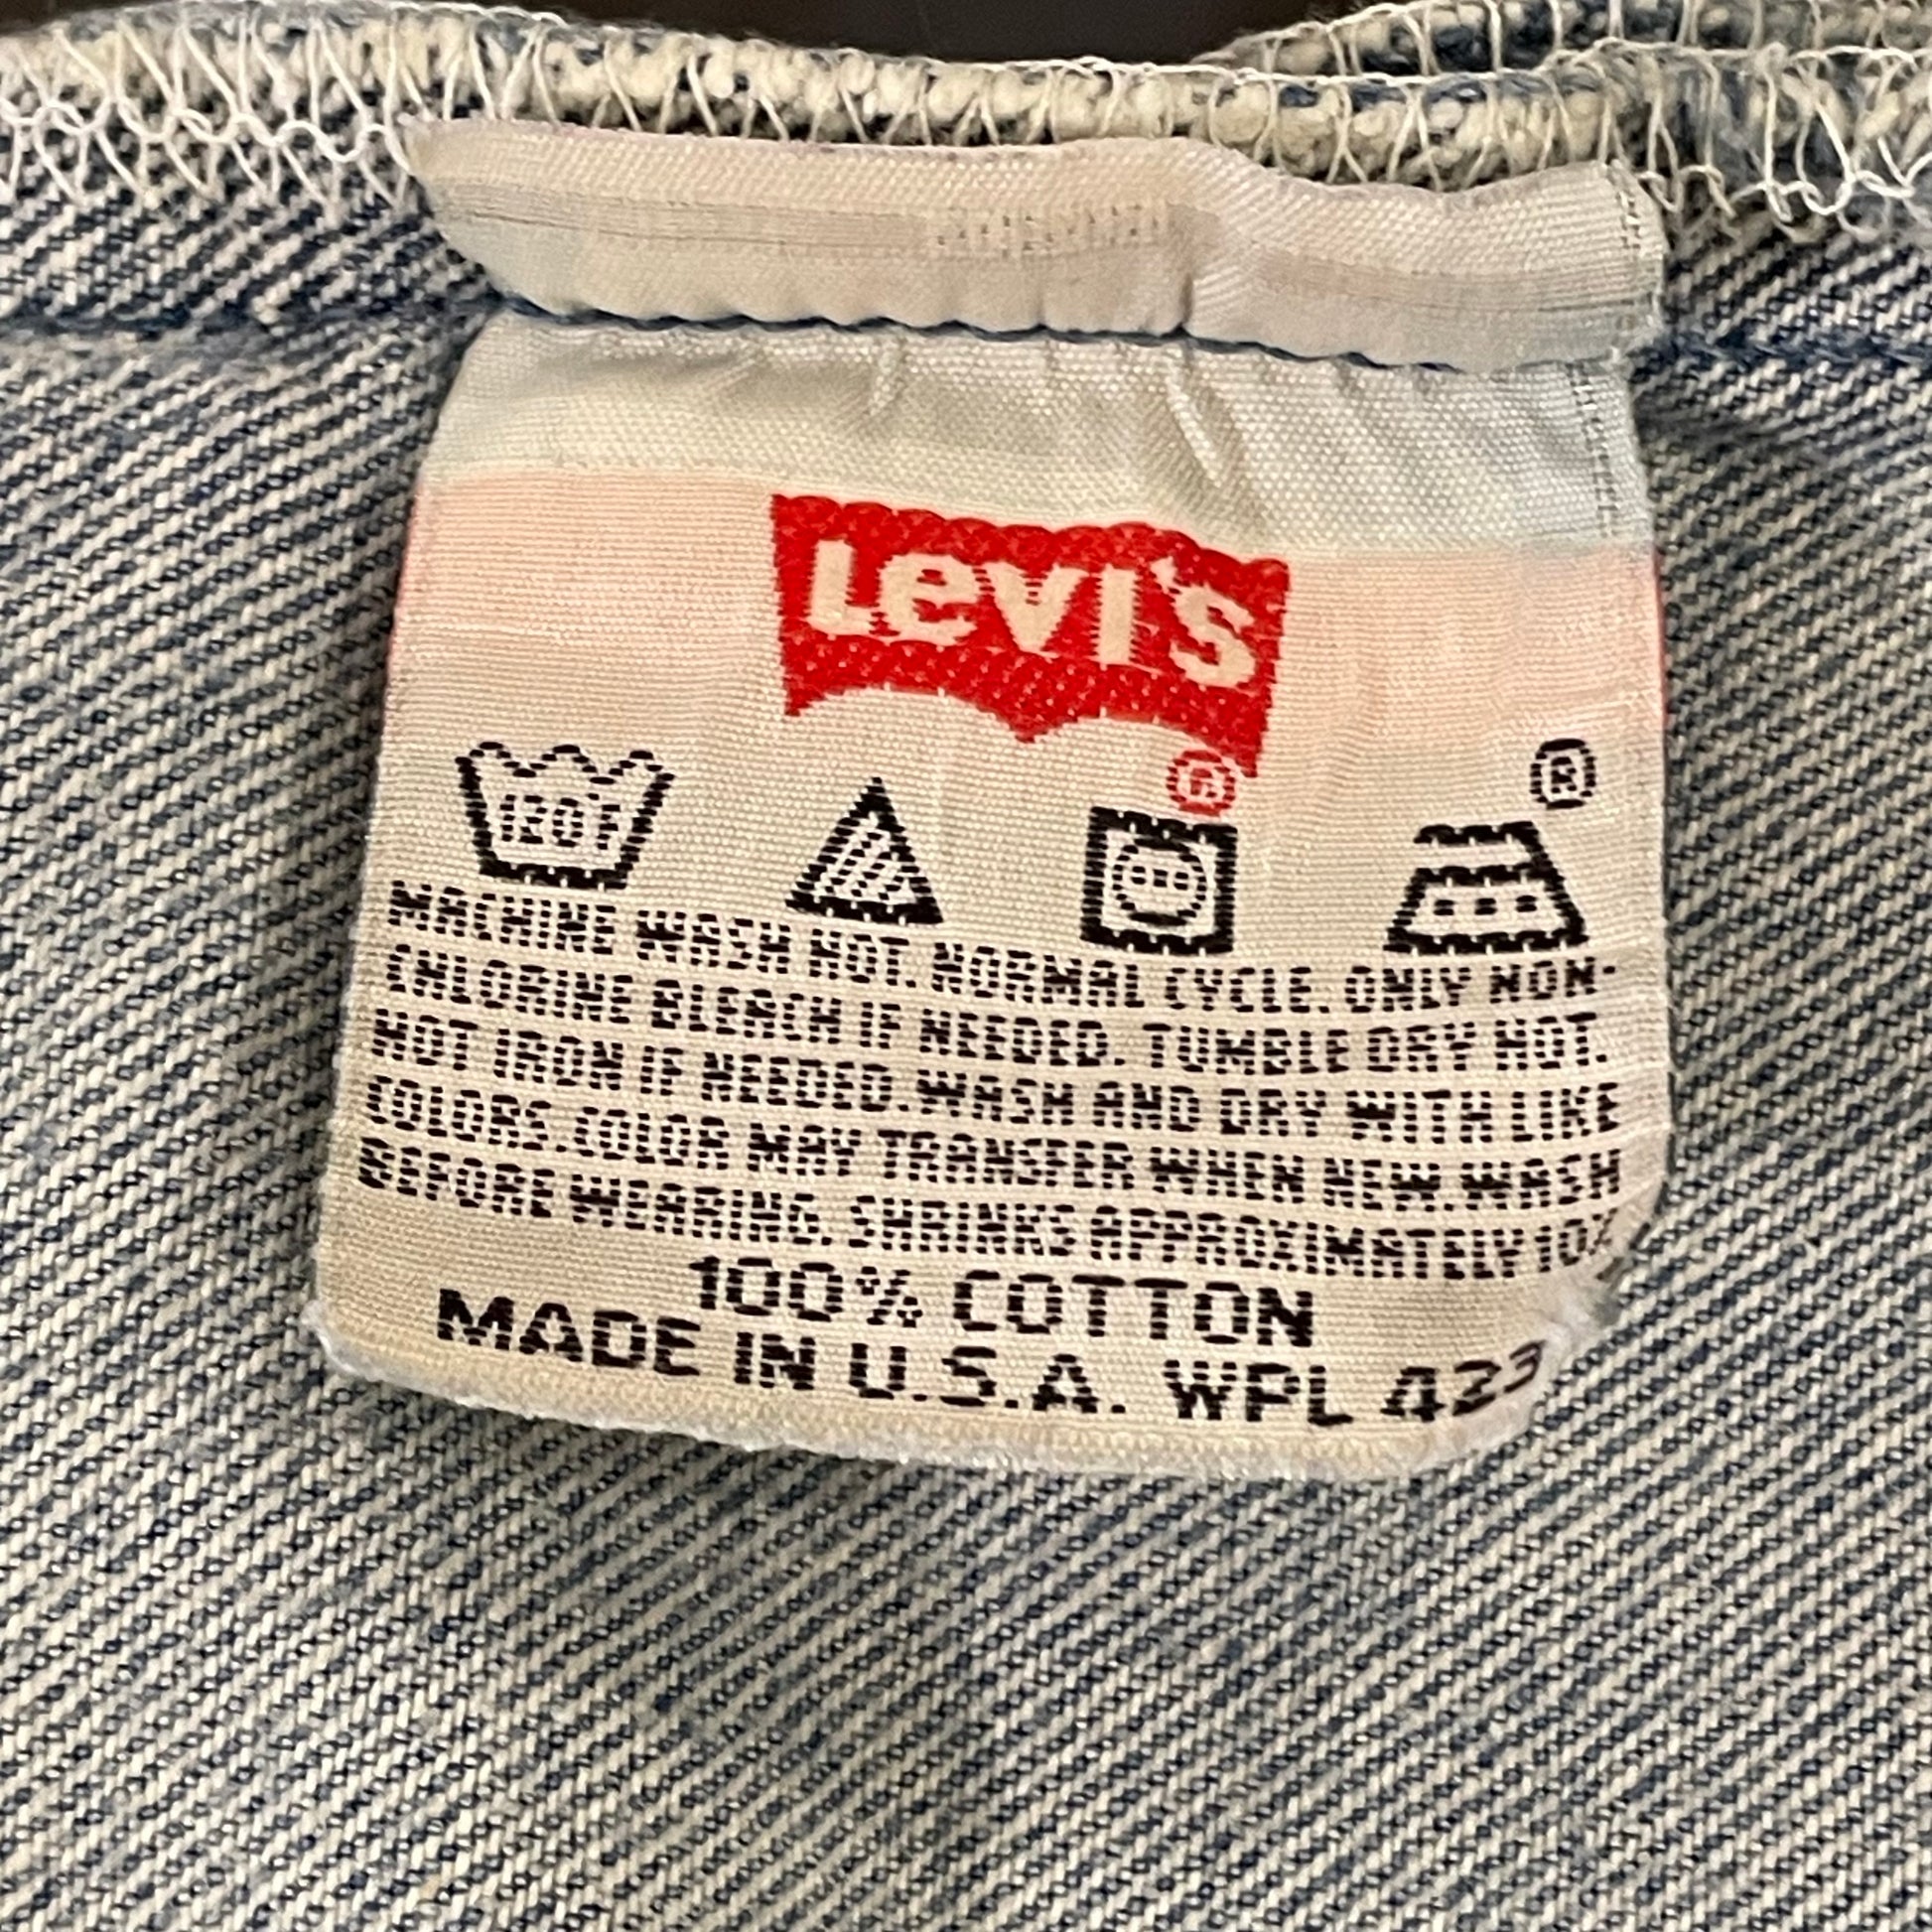 Levi's
®
®
120°F
MACHINE WASH HOT. NORMAL CYCLE. ONLY NON-
CHLORINE BLEACH IF NEEDED. TUMBLE DRY HOT.
HOT IRON IF NEEDED. WASH AND DRY WITH LIKE
COLORS. COLOR MAY TRANSFER WHEN NEW. WASH
BEFORE WEARING. SHRINKS APPROXIMATELY 10%
100% COTTON
MADE IN U.S.A. WPL 423